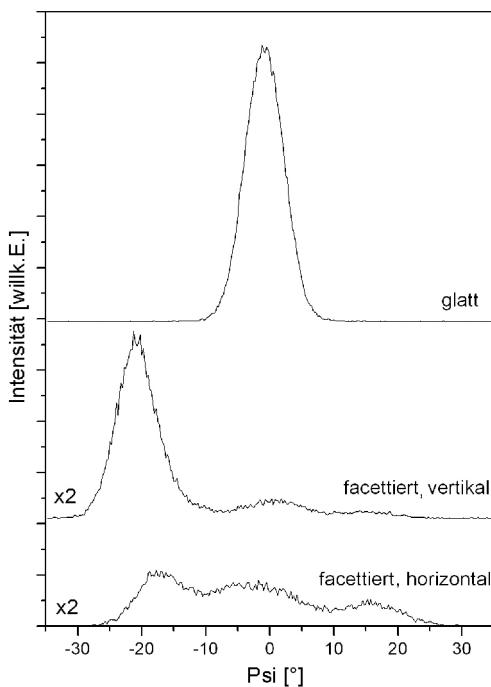 Intensität [willk.E.]
glatt
x2
facettiert, vertikal
facettiert, horizontal
x2
-30 -20 -10 0 10 20 30
Psi [°]